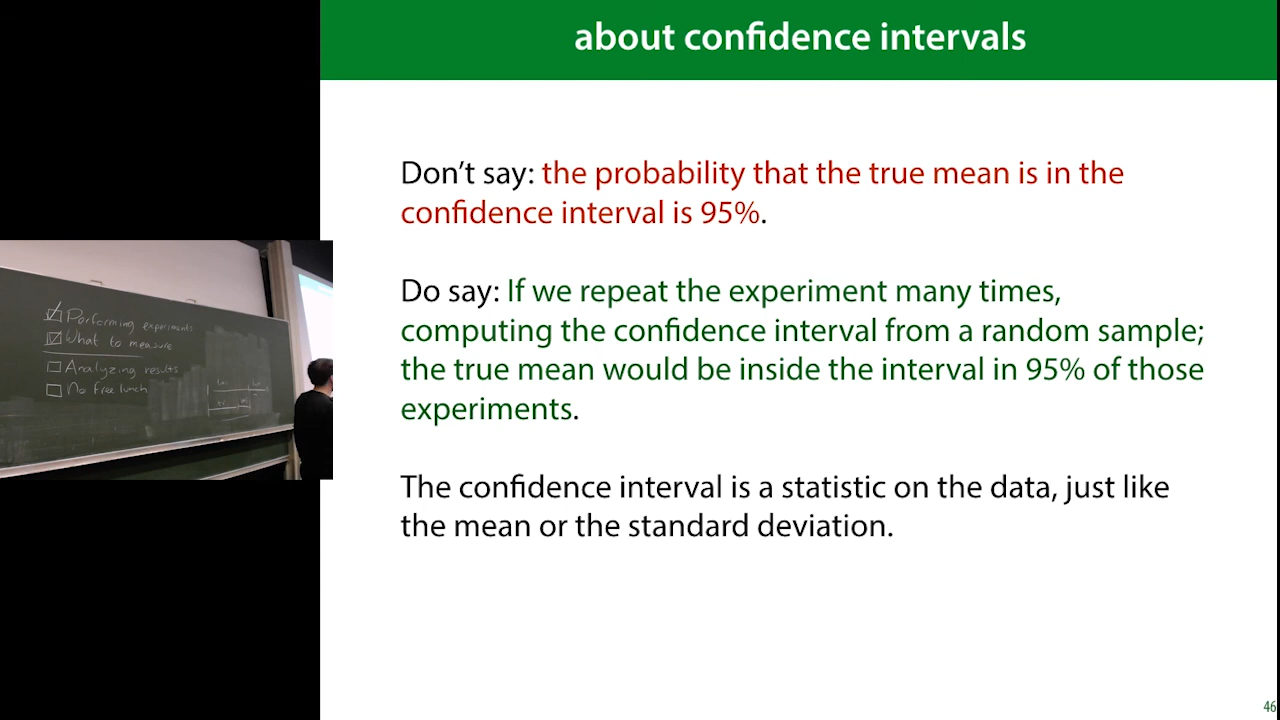 about confidence intervals
Don't say: the probability that the true mean is in the
confidence interval is 95%.
Do say: If we repeat the experiment many times,
computing the confidence interval from a random sample;
the true mean would be inside the interval in 95% of those
experiments.
The confidence interval is a statistic on the data, just like
the mean or the standard deviation.
46
Performing experiments
What to measure
Analyzing results
No free lunch